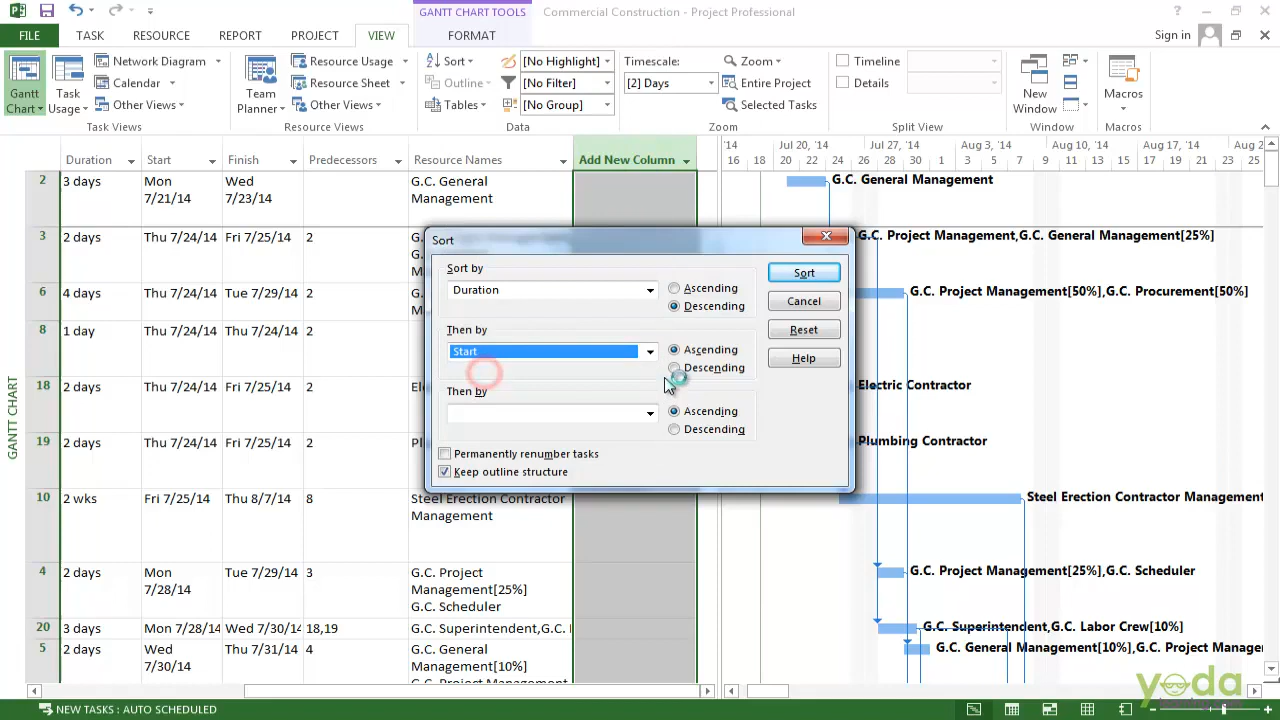 GANTT CHART TOOLS
Commercial Construction - Project Professional
FILE TASK RESOURCE REPORT PROJECT VIEW FORMAT
Sign in
Gantt Chart
Task Usage
Network Diagram
Calendar
Other Views
Task Views
Team Planner
Resource Usage
Resource Sheet
Other Views
Resource Views
Sort
Outline
Tables
[No Highlight]
[No Filter]
[No Group]
Data
Timescale:
[2] Days
Zoom
Entire Project
Selected Tasks
Zoom
Timeline
Details
Split View
New Window
Window
Macros
Macros
Duration Start Finish Predecessors Resource Names Add New Column
'14 Jul 20, '14 Jul 27, '14 Aug 3, '14 Aug 10, '14 Aug 17, '14 Aug 2
16 18 20 22 24 26 28 30 1 3 5 7 9 11 13 15 17 19 21 23 25
GANTT CHART
2 3 days Mon 7/21/14 Wed 7/23/14 G.C. General Management
G.C. General Management
3 2 days Thu 7/24/14 Fri 7/25/14 2
G.C. Project Management,G.C. General Management[25%]
6 4 days Thu 7/24/14 Tue 7/29/14 2
G.C. Project Management[50%],G.C. Procurement[50%]
8 1 day Thu 7/24/14 Thu 7/24/14 2
18 2 days Thu 7/24/14 Fri 7/25/14 2
Electric Contractor
19 2 days Thu 7/24/14 Fri 7/25/14 2
Plumbing Contractor
10 2 wks Fri 7/25/14 Thu 8/7/14 8 Steel Erection Contractor Management
Steel Erection Contractor Management
4 2 days Mon 7/28/14 Tue 7/29/14 3 G.C. Project Management[25%] G.C. Scheduler
G.C. Project Management[25%],G.C. Scheduler
20 3 days Mon 7/28/14 Wed 7/30/14 18,19 G.C. Superintendent,G.C.
G.C. Superintendent,G.C. Labor Crew[10%]
5 2 days Wed 7/30/14 Thu 7/31/14 4 G.C. General Management[10%]
G.C. General Management[10%],G.C. Project Manage
Sort
Sort by
Duration
Ascending
Descending
Then by
Start
Ascending
Descending
Then by
Ascending
Descending
Permanently renumber tasks
Keep outline structure
Sort
Cancel
Reset
Help
NEW TASKS : AUTO SCHEDULED
yoda